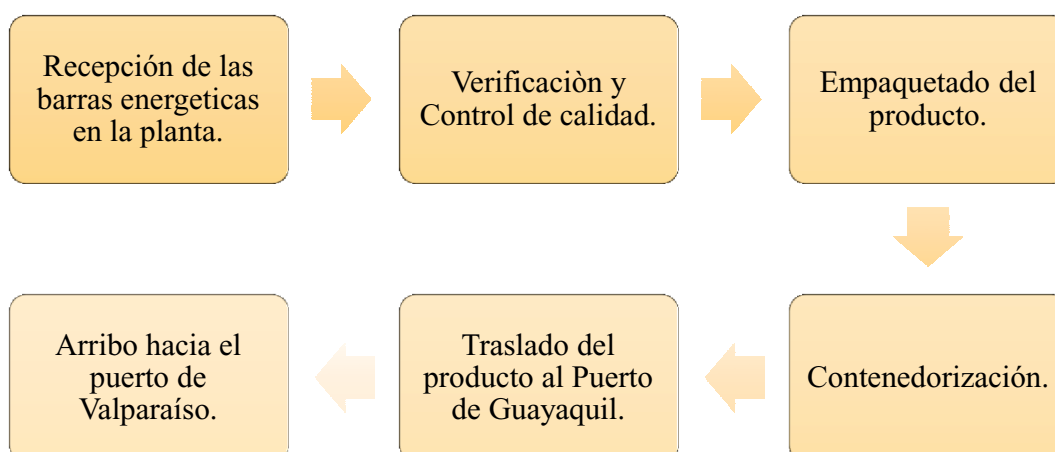 Recepción de las
barras energeticas
en la planta.
Verificaciòn y
Control de calidad.
Empaquetado del
producto.
Contenedorización.
Traslado del
producto al Puerto
de Guayaquil.
Arribo hacia el
puerto de
Valparaíso.